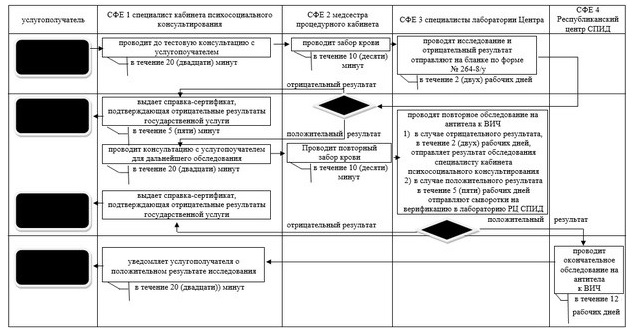 услугополучатель
СФЕ 1 специалист кабинета психосоциального
консультирования
СФЕ 2 медсестра
процедурного кабинета
СФЕ 3 специалисты лаборатории Центра
СФЕ 4
Республиканский
центр СПИД
проводит до тестовую консультацию с
услугопоучателем
в течение 20 (двадцати) минут
проводит забор крови
в течение 10 (десяти)
минут
проводят исследование и
отрицательный результат
отправляют на бланке по форме
№ 264-8/у
в течение 2 (двух) рабочих дней
отрицательный результат
выдает справка-сертификат,
подтверждающая отрицательные результаты
государственной услуги
в течение 5 (пяти) минут
положительный результат
проводит консультацию с услугополучателем
для дальнейшего обследования
в течение 20 (двадцати) минут
Проводит повторный
забор крови
в течение 10 (десяти)
минут
проводят повторное обследование на
антитела к ВИЧ
1) в случае отрицательного результата,
в течение 2 (двух) рабочих дней,
отправляет результат обследования
специалисту кабинета
психосоциального консультирования
2) в случае положительного результата
в течение 5 (пяти) рабочих дней
отправляют сыворотки на
верификацию в лабораторию РЦ СПИД
выдает справка-сертификат,
подтверждающая отрицательные результаты
государственной услуги
отрицательный результат
положительный результат
уведомляет услугополучателя о
положительном результате исследования
в течение 20 (двадцати)) минут
проводит
окончательное
обследование на
антитела
к ВИЧ
в течение 12
рабочих дней